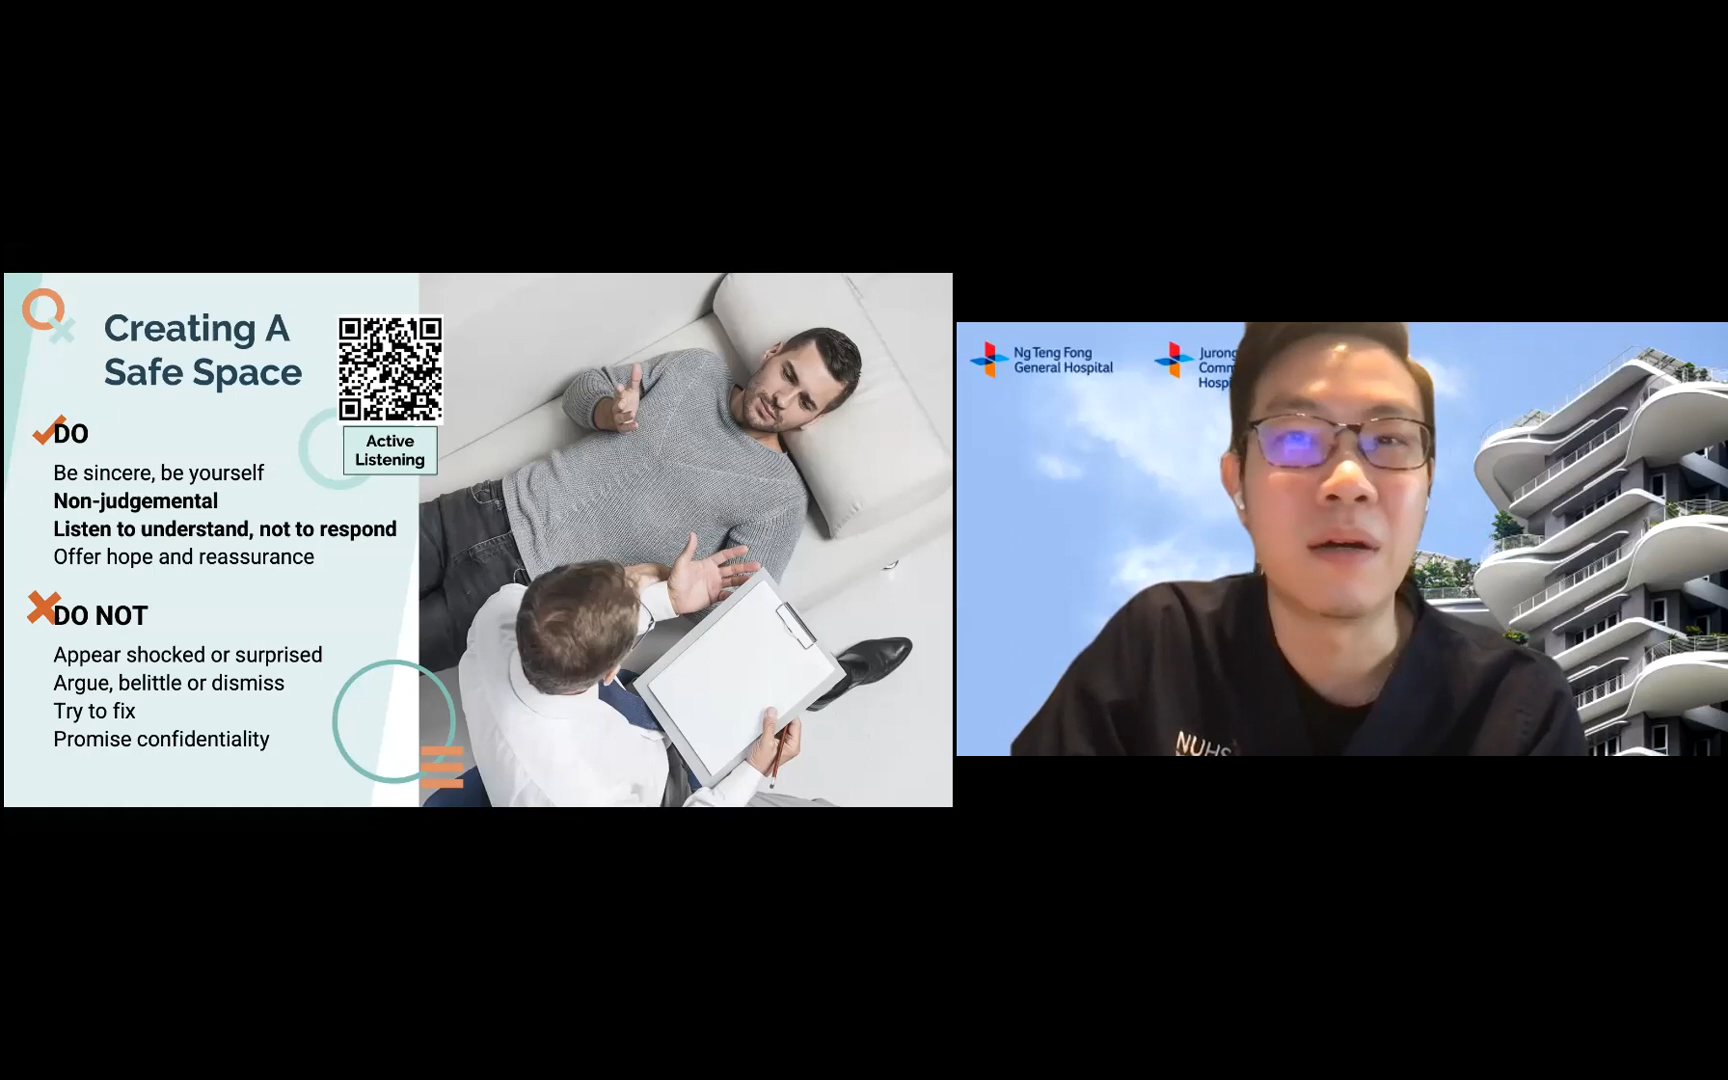 Creating A
Safe Space
Active
Listening
DO
Be sincere, be yourself
Non-judgemental
Listen to understand, not to respond
Offer hope and reassurance
DO NOT
Appear shocked or surprised
Argue, belittle or dismiss
Try to fix
Promise confidentiality
Ng Teng Fong
General Hospital
Jurong
NUHS